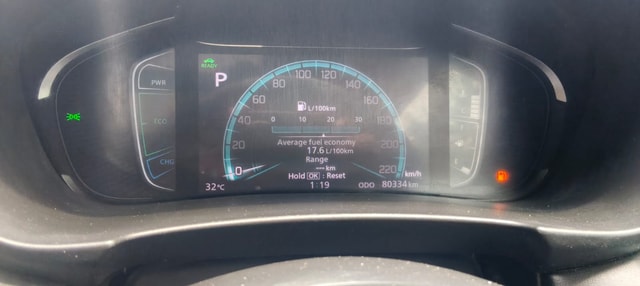 READY
P
PWR
ECO
CHG
0
20
40
60
80
100
120
140
160
180
200
220
km/h
L/100km
0 10 20 30
Average fuel economy
17.6 L/100km
Range
--- km
Hold OK : Reset
32°C
1:19
ODO 80334 km